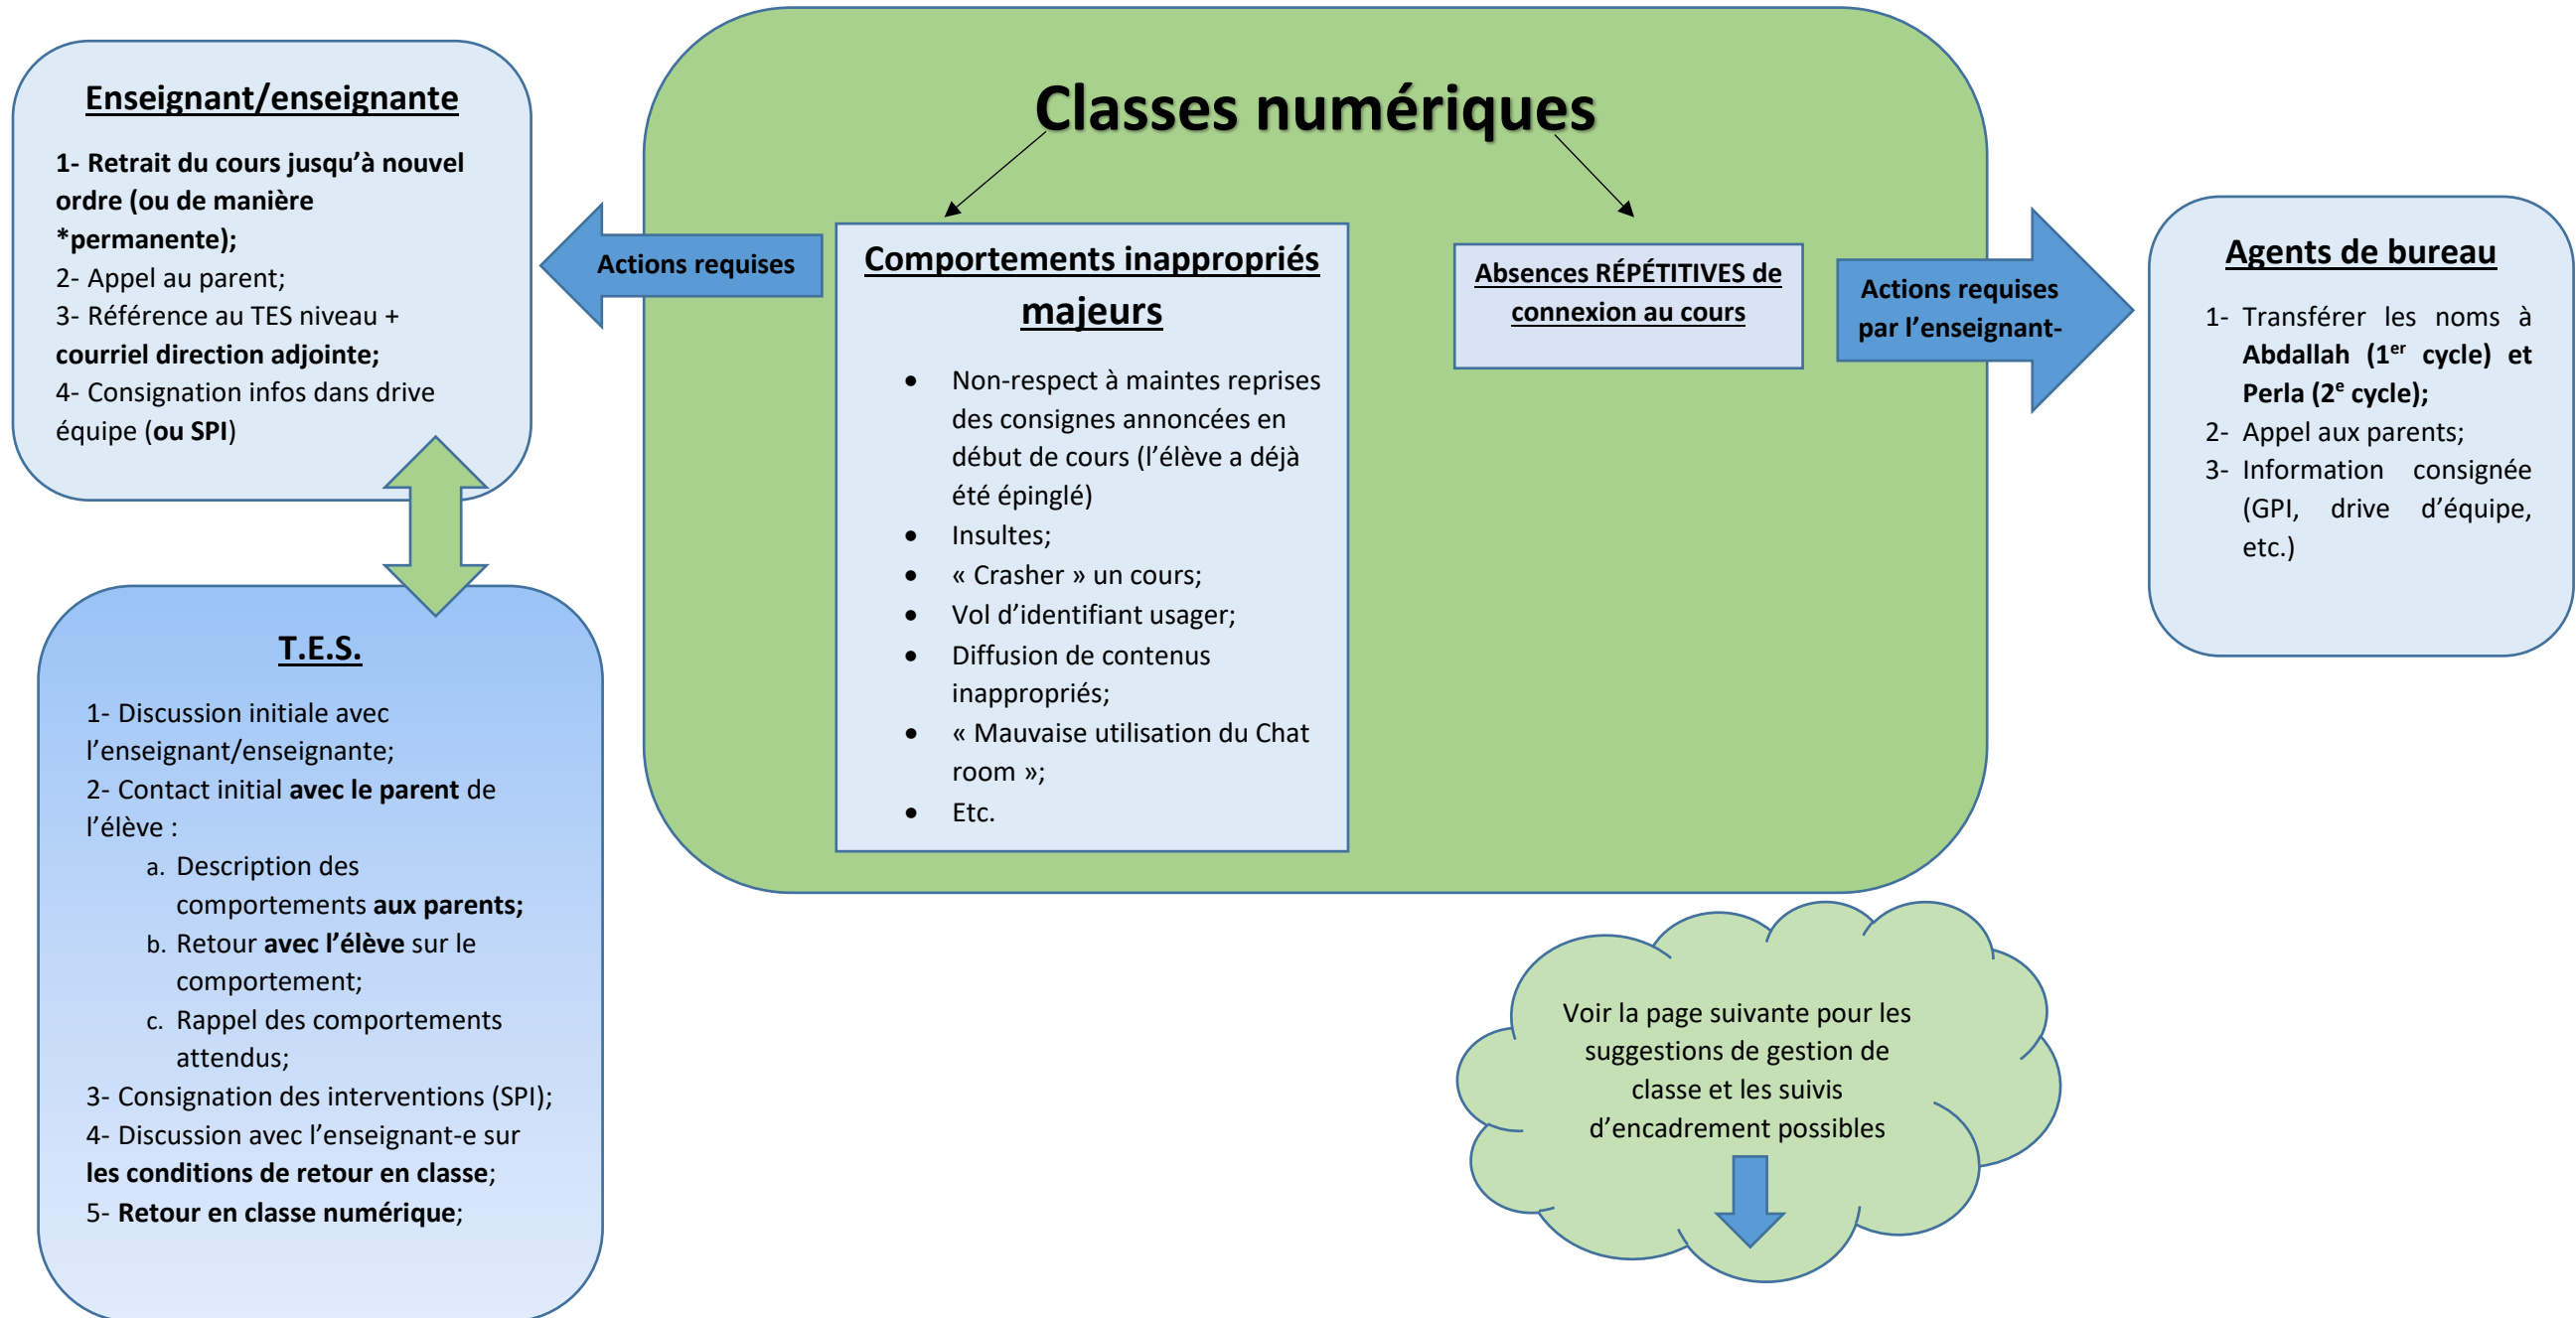 Classes numériques
Enseignant/enseignante
1- Retrait du cours jusqu’à nouvel
ordre (ou de manière
*permanente);
2- Appel au parent;
3- Référence au TES niveau +
courriel direction adjointe;
4- Consignation infos dans drive
équipe (ou SPI)
Actions requises
Comportements inappropriés
majeurs
• Non-respect à maintes reprises
des consignes annoncées en
début de cours (l’élève a déjà
été épinglé)
• Insultes;
• « Crasher » un cours;
• Vol d’identifiant usager;
• Diffusion de contenus
inappropriés;
• « Mauvaise utilisation du Chat
room »;
• Etc.
Absences RÉPÉTITIVES de
connexion au cours
Actions requises
par l’enseignant-
Agents de bureau
1- Transférer les noms à
Abdallah (1er cycle) et
Perla (2e cycle);
2- Appel aux parents;
3- Information consignée
(GPI, drive d’équipe,
etc.)
T.E.S.
1- Discussion initiale avec
l’enseignant/enseignante;
2- Contact initial avec le parent de
l’élève :
a. Description des
comportements aux parents;
b. Retour avec l’élève sur le
comportement;
c. Rappel des comportements
attendus;
3- Consignation des interventions (SPI);
4- Discussion avec l’enseignant-e sur
les conditions de retour en classe;
5- Retour en classe numérique;
Voir la page suivante pour les
suggestions de gestion de
classe et les suivis
d’encadrement possibles